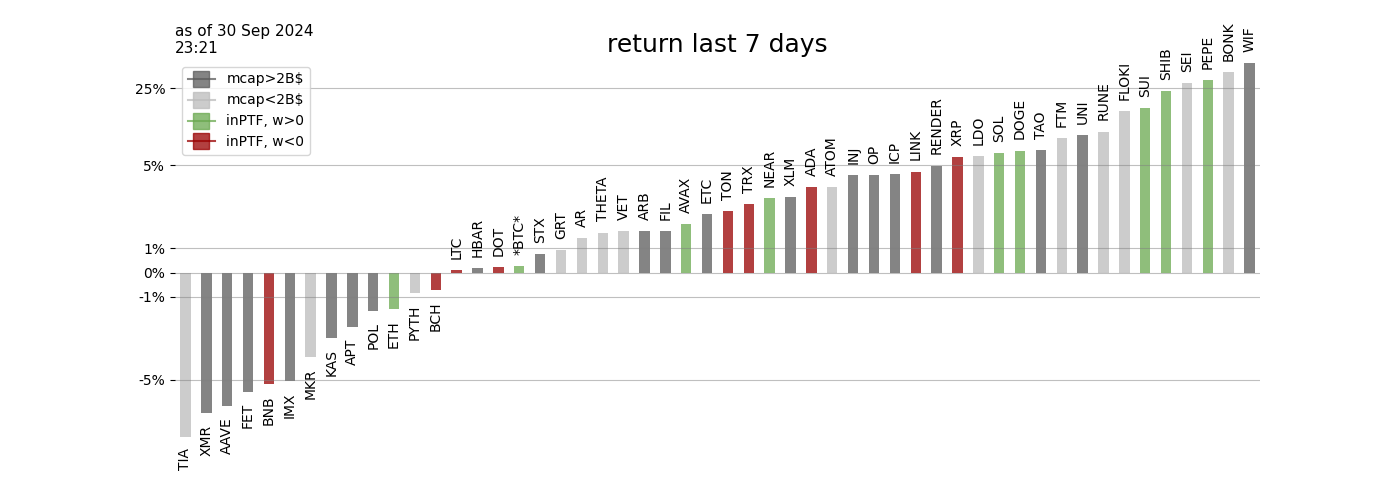 as of 30 Sep 2024
23:21
return last 7 days
mcap>2B$
mcap<2B$
inPTF, w>0
inPTF, w<0
25%
5%
1%
0%
-1%
-5%
TIA
XMR
AAVE
FET
BNB
IMX
MKR
KAS
APT
POL
ETH
PYTH
BCH
LTC
HBAR
DOT
*BTC*
STX
GRT
AR
THETA
VET
ARB
FIL
AVAX
ETC
TON
TRX
NEAR
XLM
ADA
ATOM
INJ
OP
ICP
LINK
RENDER
XRP
LDO
SOL
DOGE
TAO
FTM
UNI
RUNE
FLOKI
SUI
SHIB
SEI
PEPE
BONK
WIF